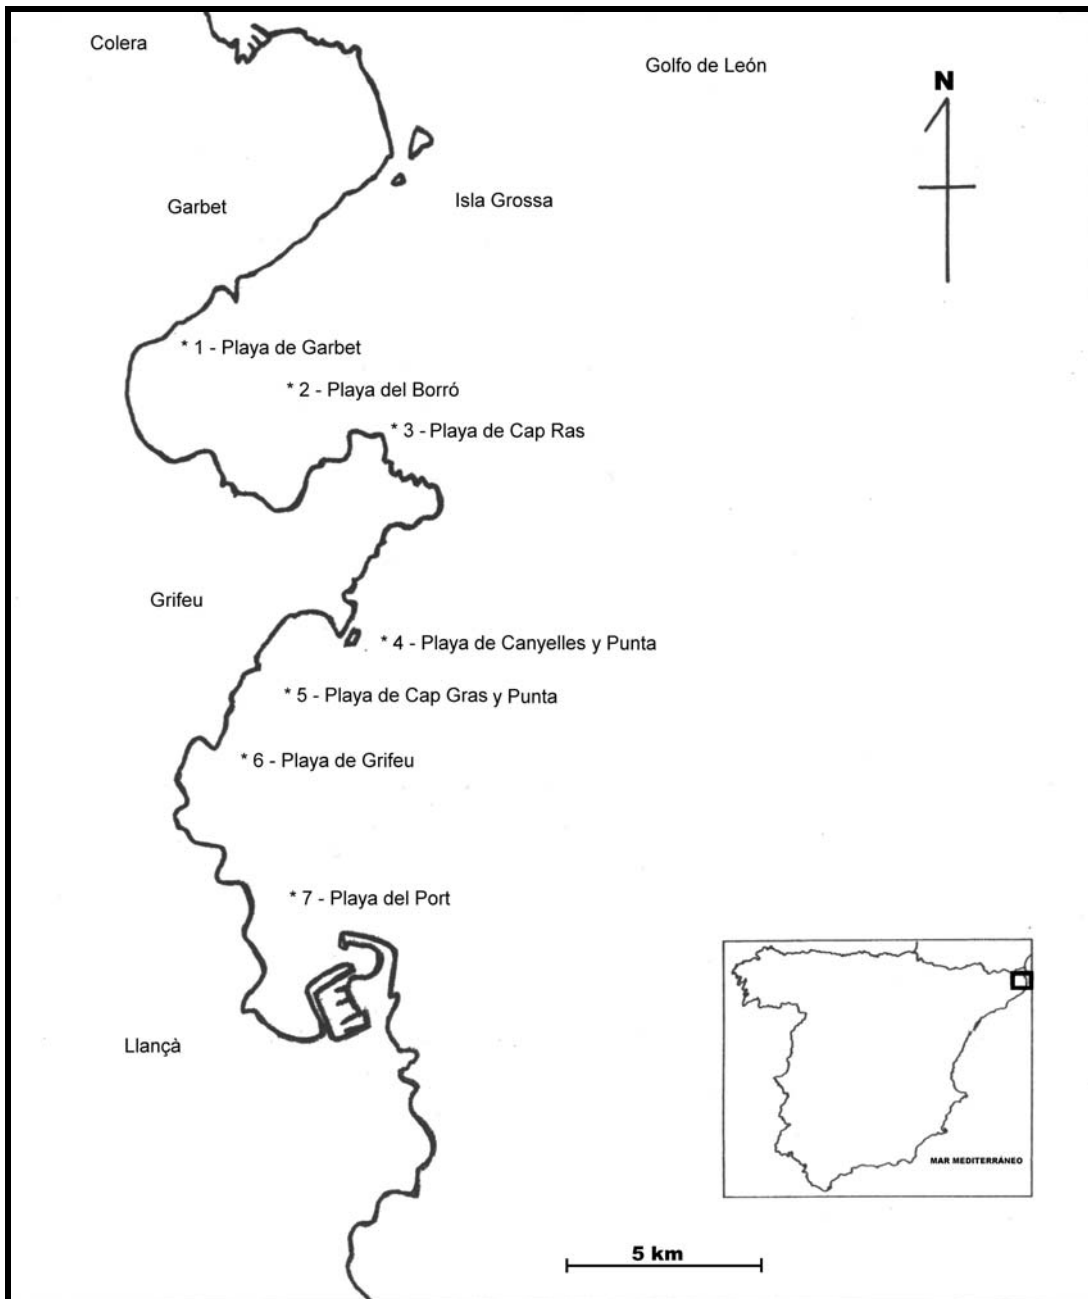 Colera
Golfo de León
N
Garbet
Isla Grossa
* 1 - Playa de Garbet
* 2 - Playa del Borró
* 3 - Playa de Cap Ras
Grifeu
* 4 - Playa de Canyelles y Punta
* 5 - Playa de Cap Gras y Punta
* 6 - Playa de Grifeu
* 7 - Playa del Port
Llançà
MAR MEDITERRÁNEO
5 km